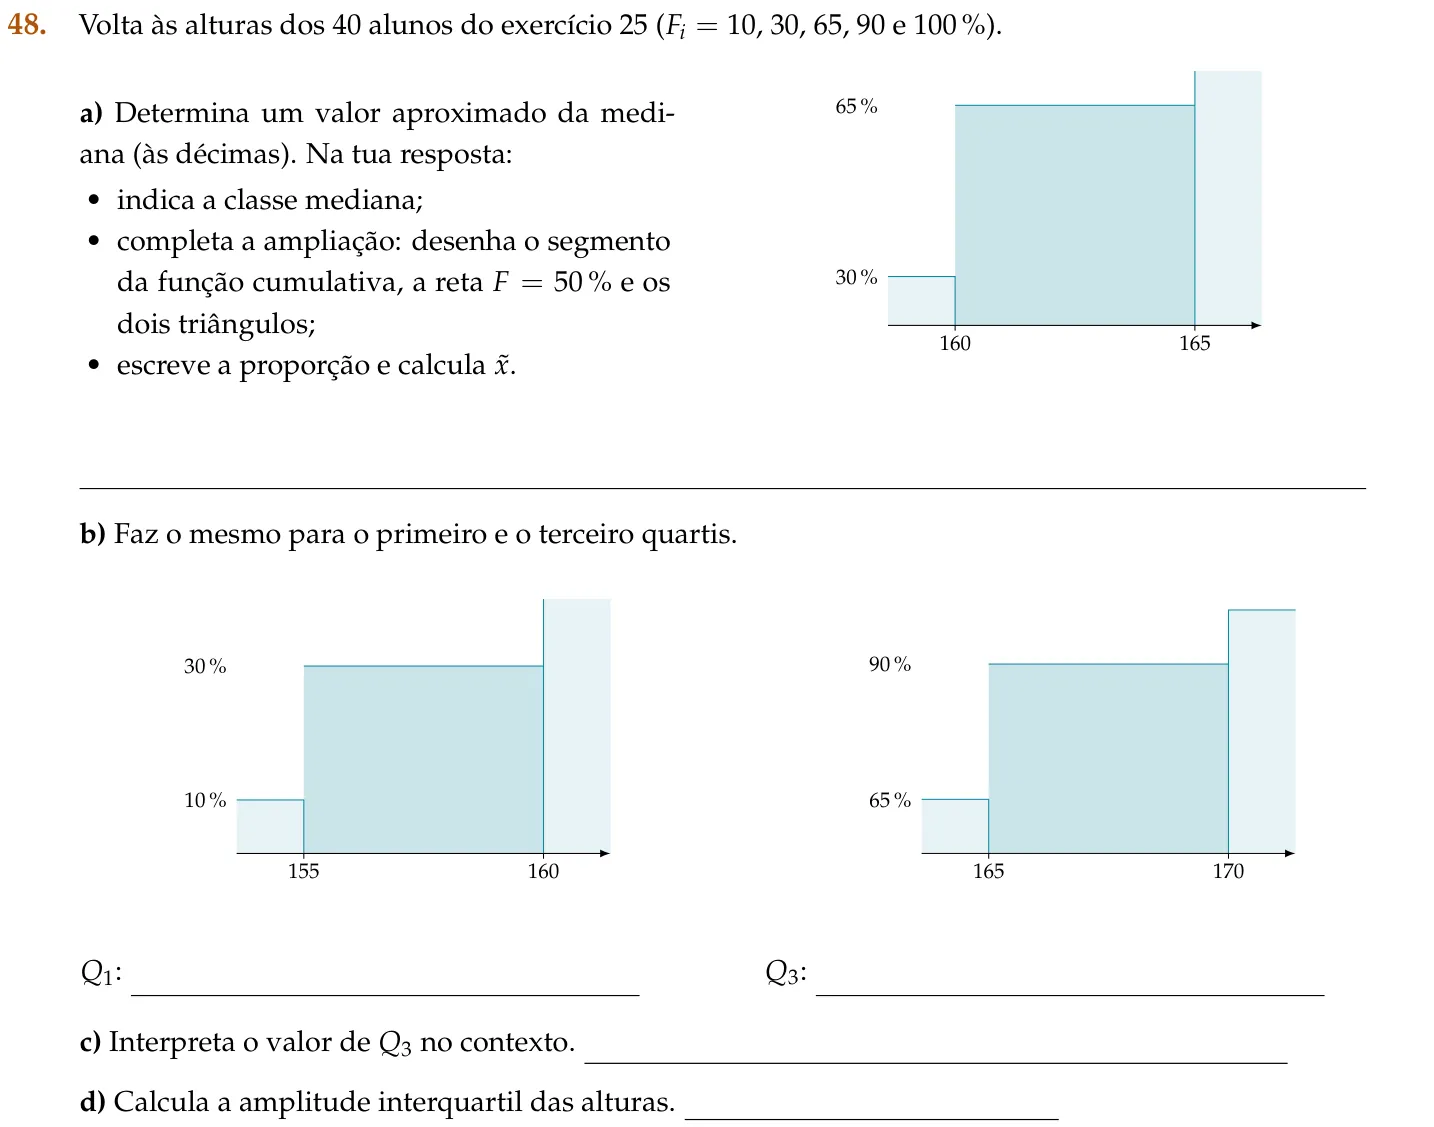 48. Volta às alturas dos 40 alunos do exercício 25 (Fᵢ = 10, 30, 65, 90 e 100 %).
a) Determina um valor aproximado da medi-
ana (às décimas). Na tua resposta:
• indica a classe mediana;
• completa a ampliação: desenha o segmento
da função cumulativa, a reta F = 50 % e os
dois triângulos;
• escreve a proporção e calcula x̃.
65 %
30 %
160 165
b) Faz o mesmo para o primeiro e o terceiro quartis.
30 %
10 %
155 160
90 %
65 %
165 170
Q₁: Q₃:
c) Interpreta o valor de Q₃ no contexto.
d) Calcula a amplitude interquartil das alturas.